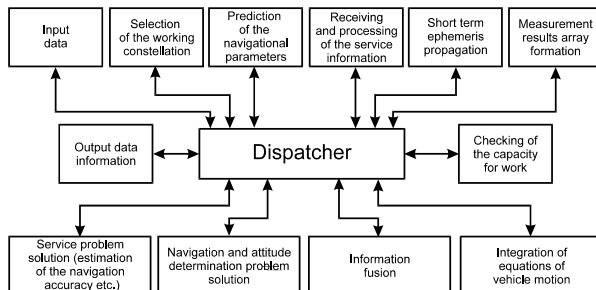 Input
data
Selection
of the working
constellation
Prediction
of the
navigational
parameters
Receiving
and processing
of the service
information
Short term
ephemeris
propagation
Measurement
results array
formation
Output data
information
Dispatcher
Checking of
the capacity
for work
Service problem
solution (estimation
of the navigation
accuracy etc.)
Navigation and attitude
determination problem
solution
Information
fusion
Integration of
equations of
vehicle motion